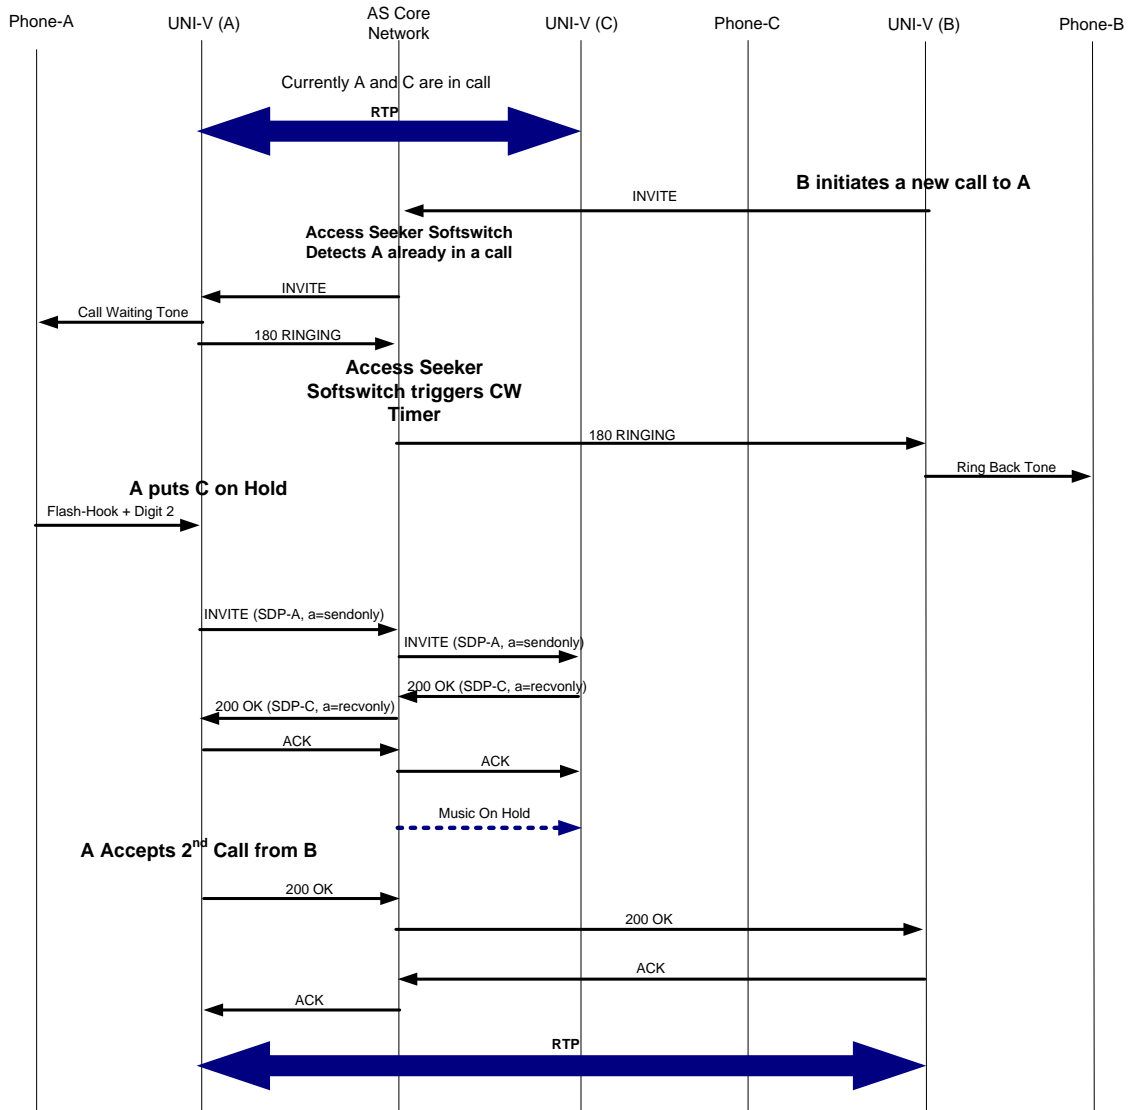 Phone-A
UNI-V (A)
AS Core
Network
UNI-V (C)
Phone-C
UNI-V (B)
Phone-B
Currently A and C are in call
RTP
B initiates a new call to A
INVITE
Access Seeker Softswitch
Detects A already in a call
INVITE
Call Waiting Tone
180 RINGING
Access Seeker
Softswitch triggers CW
Timer
180 RINGING
Ring Back Tone
A puts C on Hold
Flash-Hook + Digit 2
INVITE (SDP-A, a=sendonly)
INVITE (SDP-A, a=sendonly)
200 OK (SDP-C, a=recvonly)
200 OK (SDP-C, a=recvonly)
ACK
ACK
Music On Hold
A Accepts 2nd Call from B
200 OK
200 OK
ACK
ACK
RTP